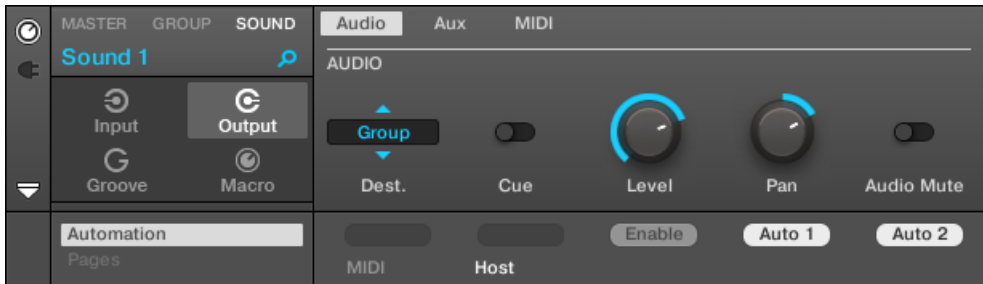 MASTER GROUP SOUND
Sound 1
Input Output
Groove Macro
Automation
Pages
Audio Aux MIDI
AUDIO
Group
Dest. Cue Level Pan Audio Mute
Enable Auto 1 Auto 2
MIDI Host